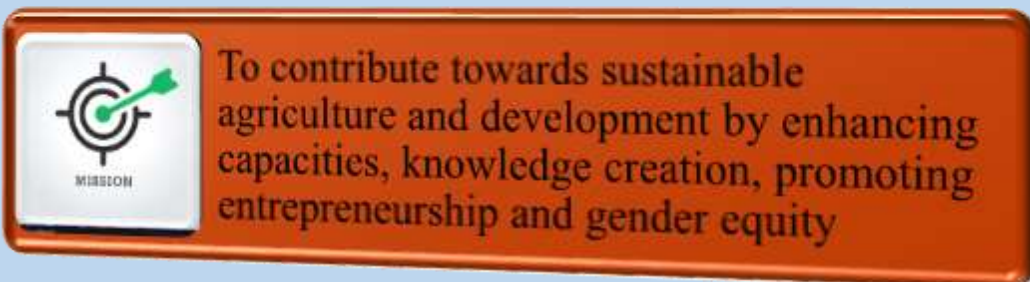 MISSION
To contribute towards sustainable
agriculture and development by enhancing
capacities, knowledge creation, promoting
entrepreneurship and gender equity